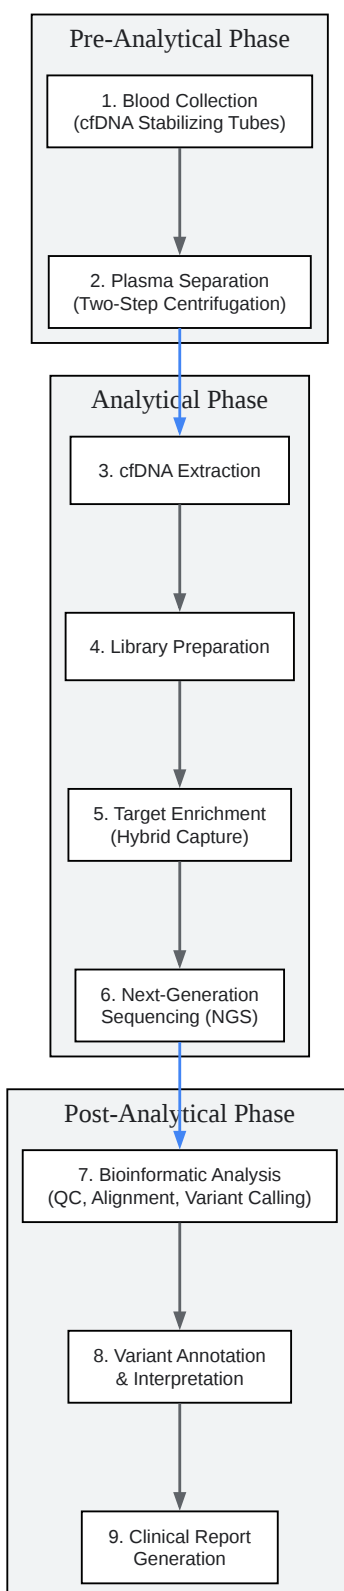 Pre-Analytical Phase
1. Blood Collection
(cfDNA Stabilizing Tubes)
2. Plasma Separation
(Two-Step Centrifugation)
Analytical Phase
3. cfDNA Extraction
4. Library Preparation
5. Target Enrichment
(Hybrid Capture)
6. Next-Generation
Sequencing (NGS)
Post-Analytical Phase
7. Bioinformatic Analysis
(QC, Alignment, Variant Calling)
8. Variant Annotation
& Interpretation
9. Clinical Report
Generation